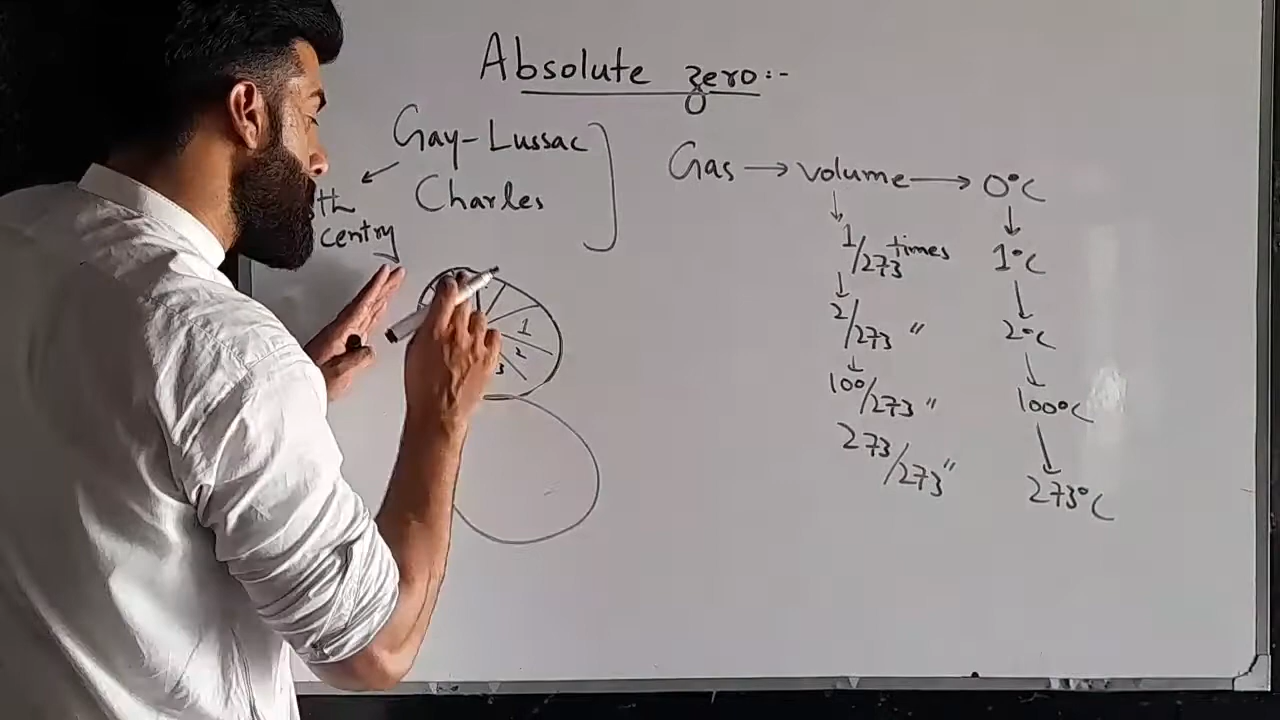 Absolute zero:-
Gay-Lussac
Charles
th
centry
Gas → volume → 0°C
1/273 times 1°C
2/273 " 2°C
100/273 " 100°C
273/273 " 273°C
1
2
3